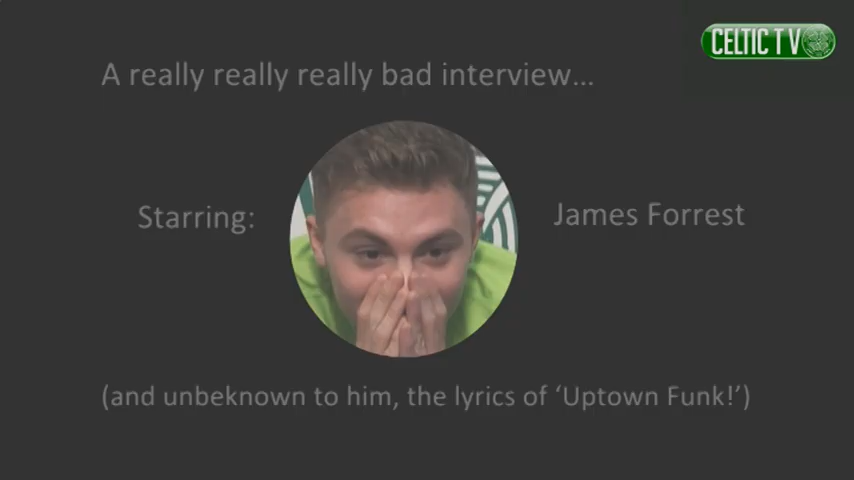 CELTIC TV
A really really really bad interview...
Starring:
James Forrest
(and unbeknown to him, the lyrics of ‘Uptown Funk!’)